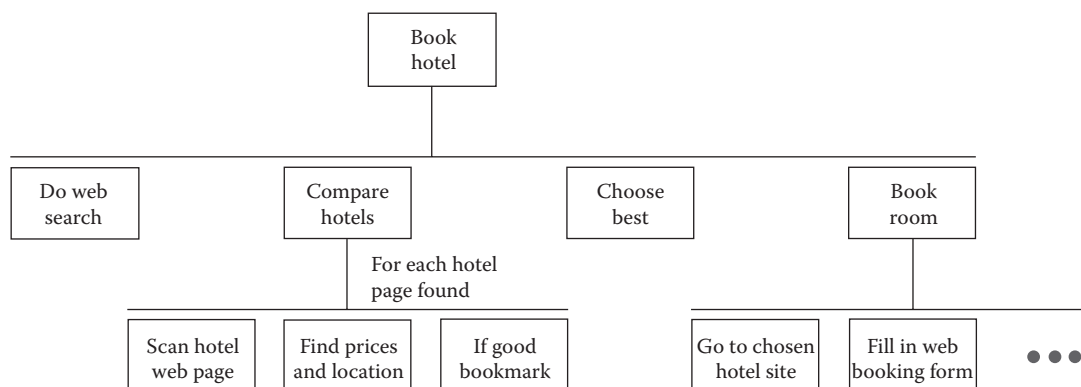 Book
hotel
Do web
search
Compare
hotels
Choose
best
Book
room
For each hotel
page found
Scan hotel
web page
Find prices
and location
If good
bookmark
Go to chosen
hotel site
Fill in web
booking form